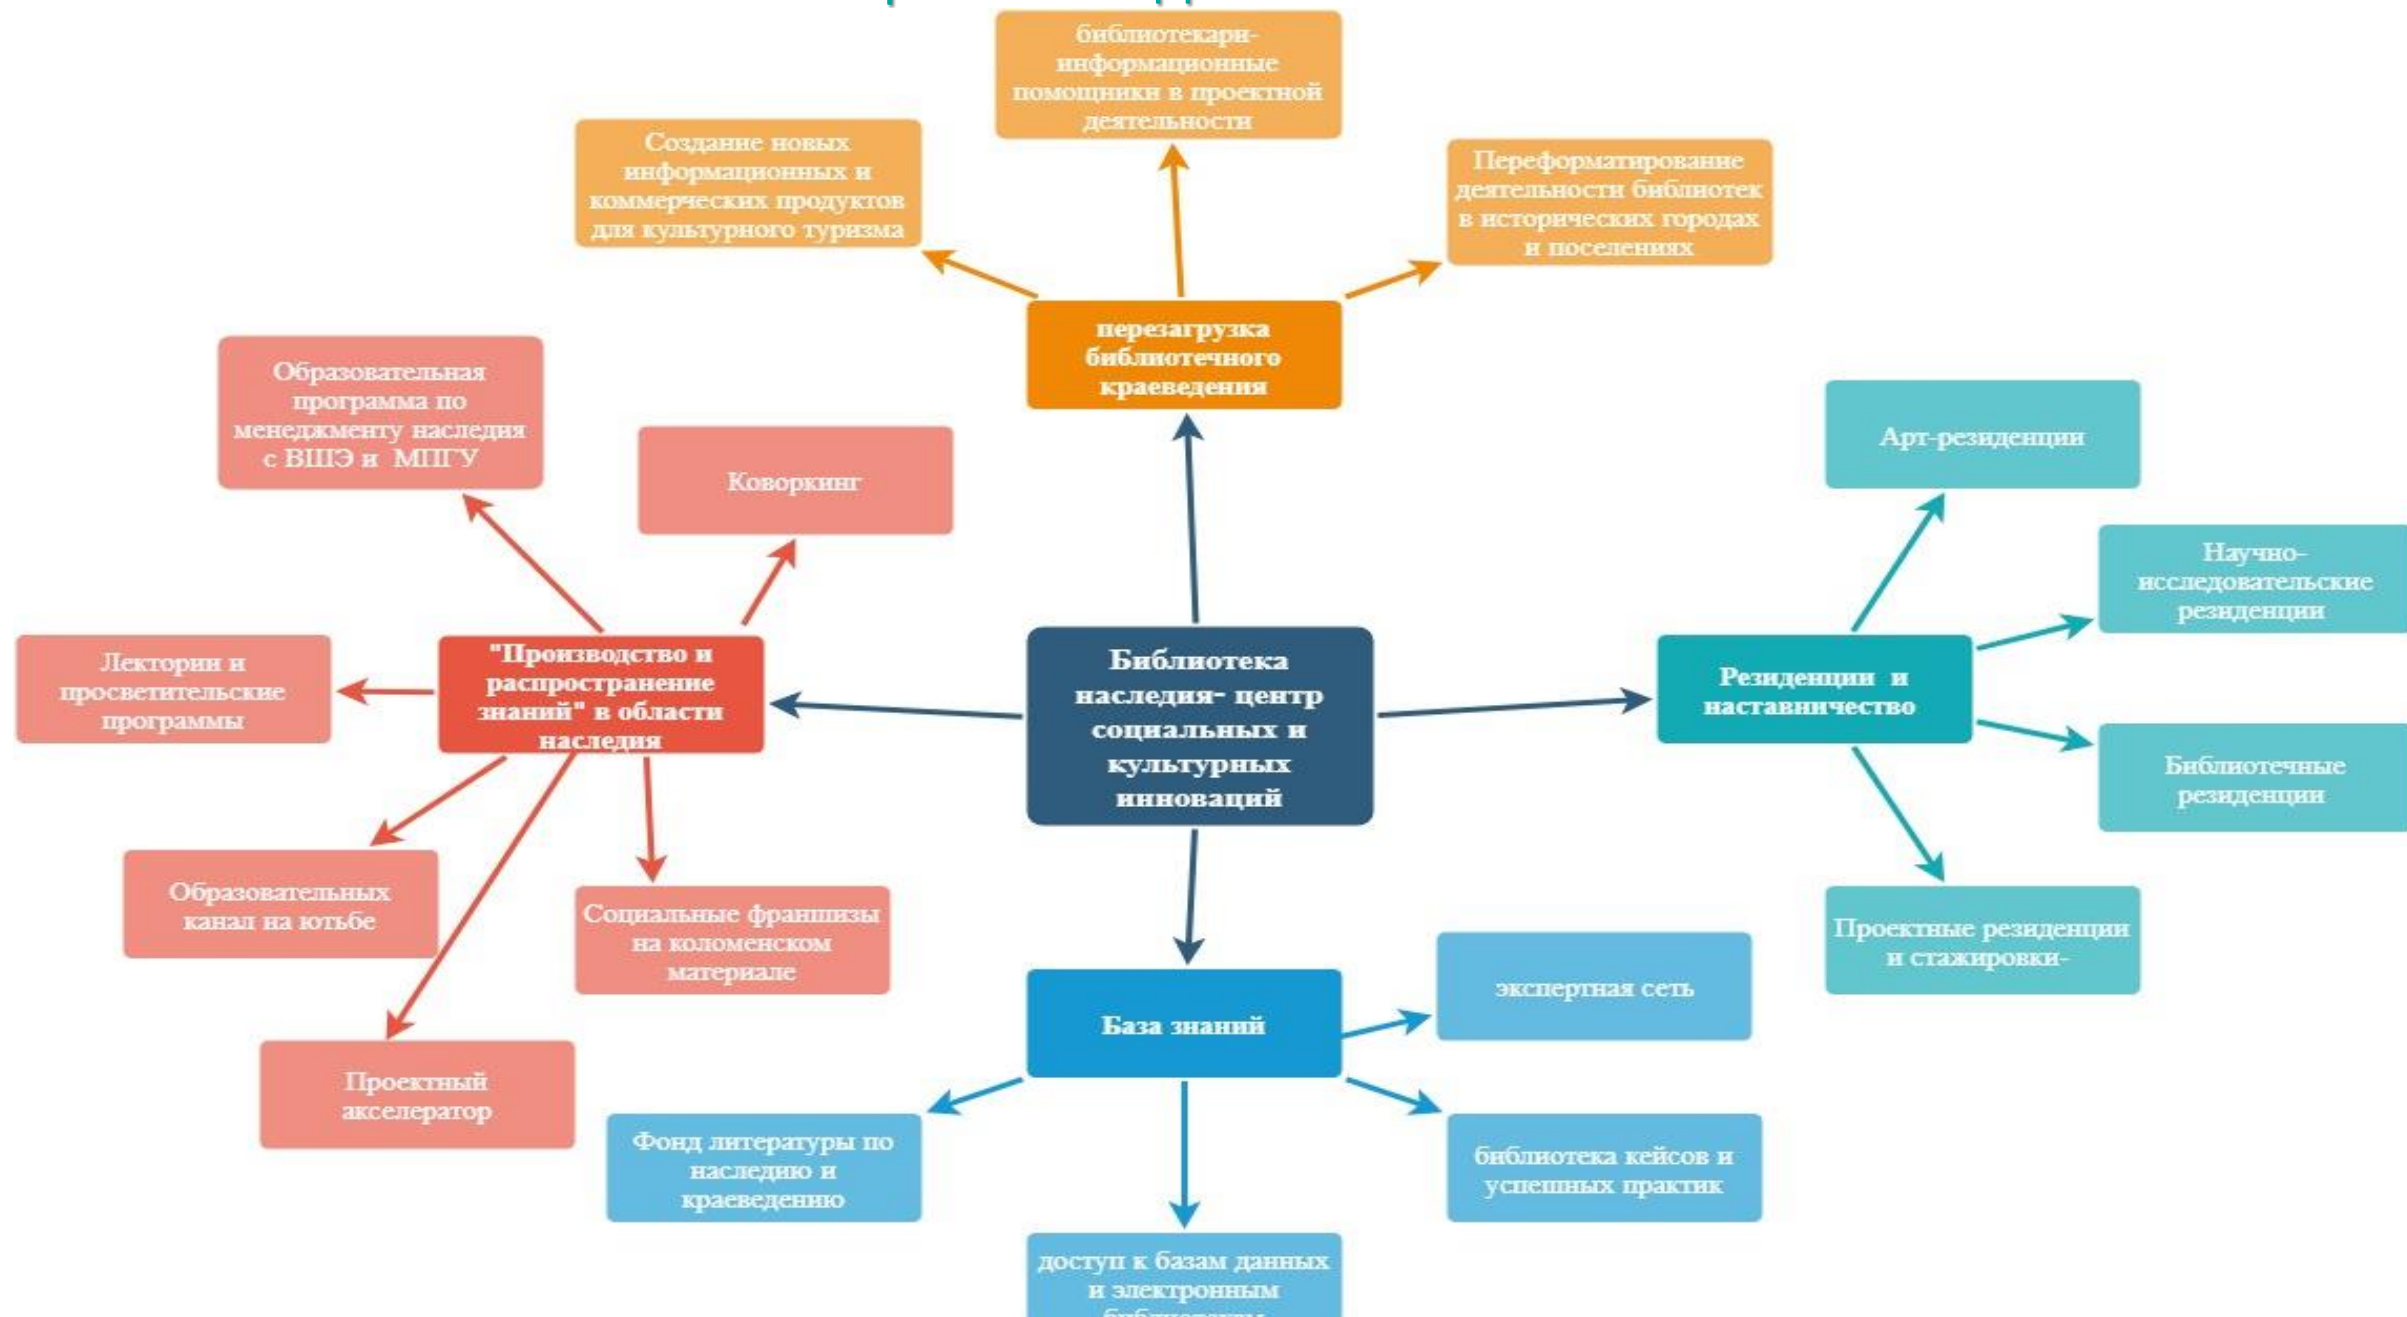 библиотекари-
информационные
помощники в проектной
деятельности
Создание новых
информационных и
коммерческих продуктов
для культурного туризма
Переформатирование
деятельности библиотек
в исторических городах
и поселениях
перезагрузка
библиотечного
краеведения
Образовательная
программа по
менеджменту наследия
с ВШЭ и МПГУ
Коворкинг
Арт-резиденции
Научно-
исследовательские
резиденции
Лектории и
просветительские
программы
"Производство и
распространение
знаний" в области
наследия
Библиотека
наследия- центр
социальных и
культурных
инноваций
Резиденции и
наставничество
Библиотечные
резиденции
Образовательных
канал на ютьбе
Социальные франшизы
на коломенском
материале
Проектные резиденции
и стажировки-
экспертная сеть
База знаний
Проектный
акселератор
Фонд литературы по
наследию и
краеведению
библиотека кейсов и
успешных практик
доступ к базам данных
и электронным